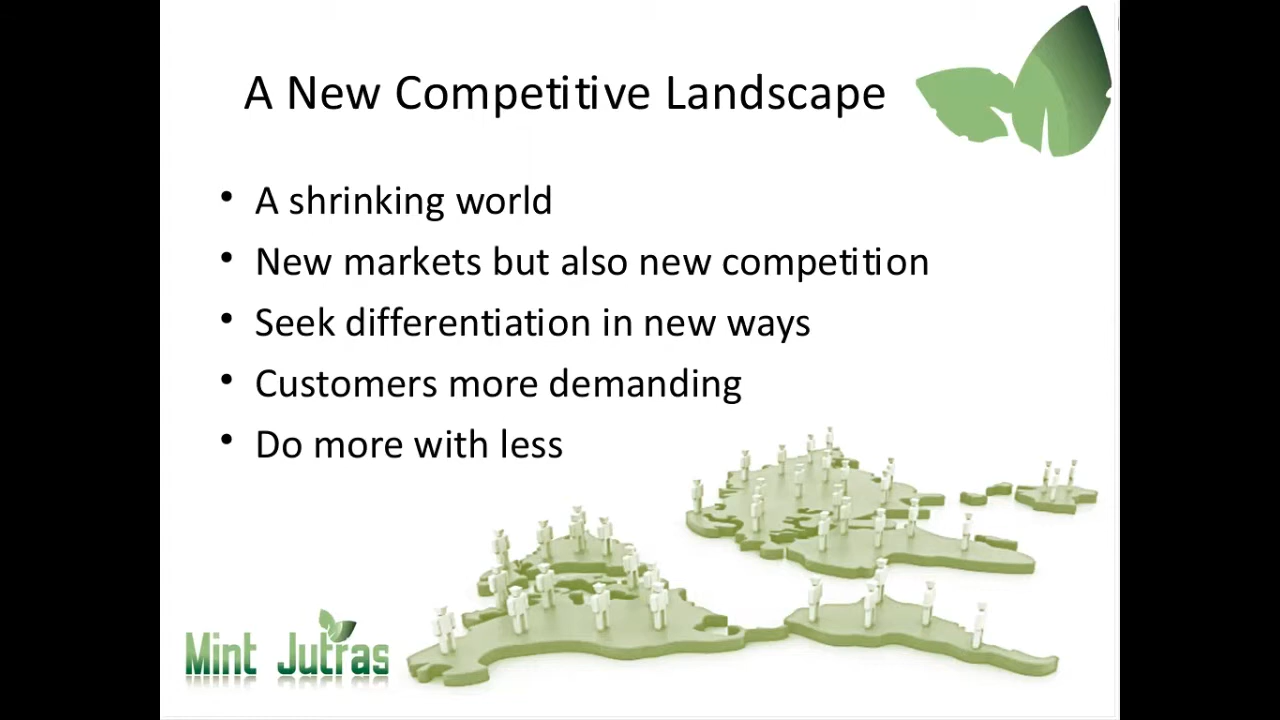 A New Competitive Landscape
• A shrinking world
• New markets but also new competition
• Seek differentiation in new ways
• Customers more demanding
• Do more with less
Mint Jutras